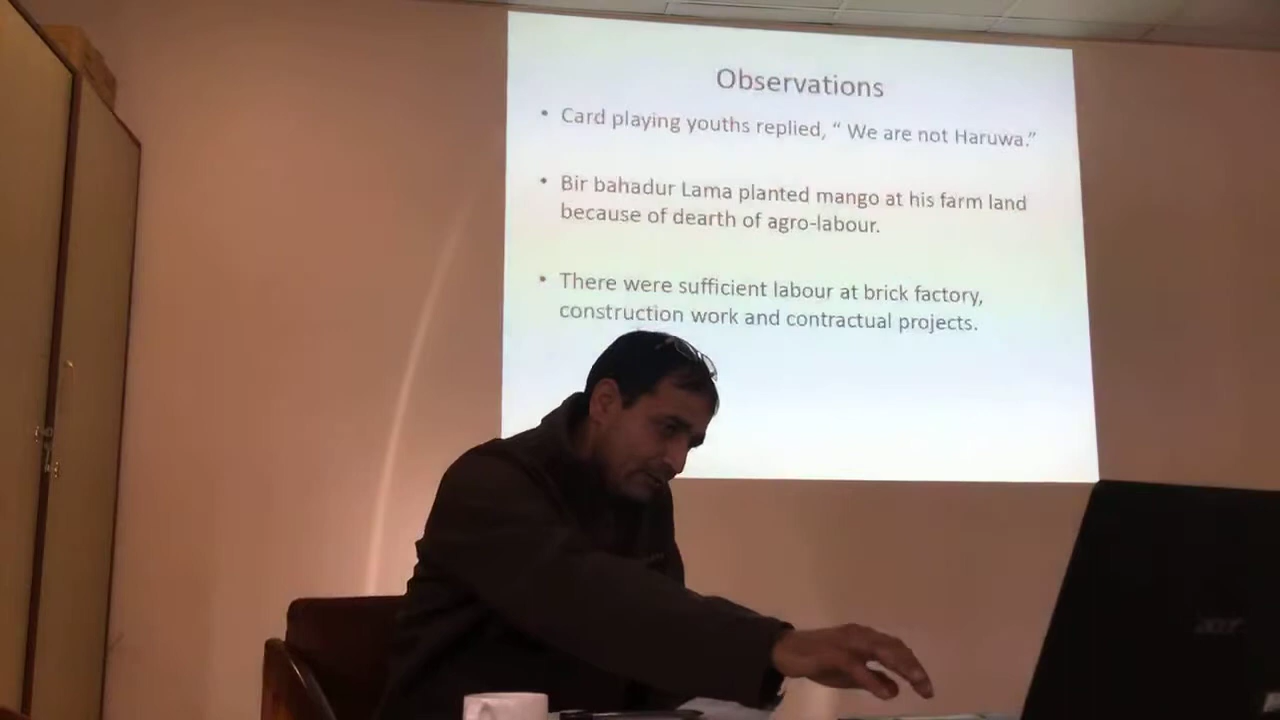 Observations
• Card playing youths replied, “ We are not Haruwa.”
• Bir bahadur Lama planted mango at his farm land
because of dearth of agro-labour.
• There were sufficient labour at brick factory,
construction work and contractual projects.
acer